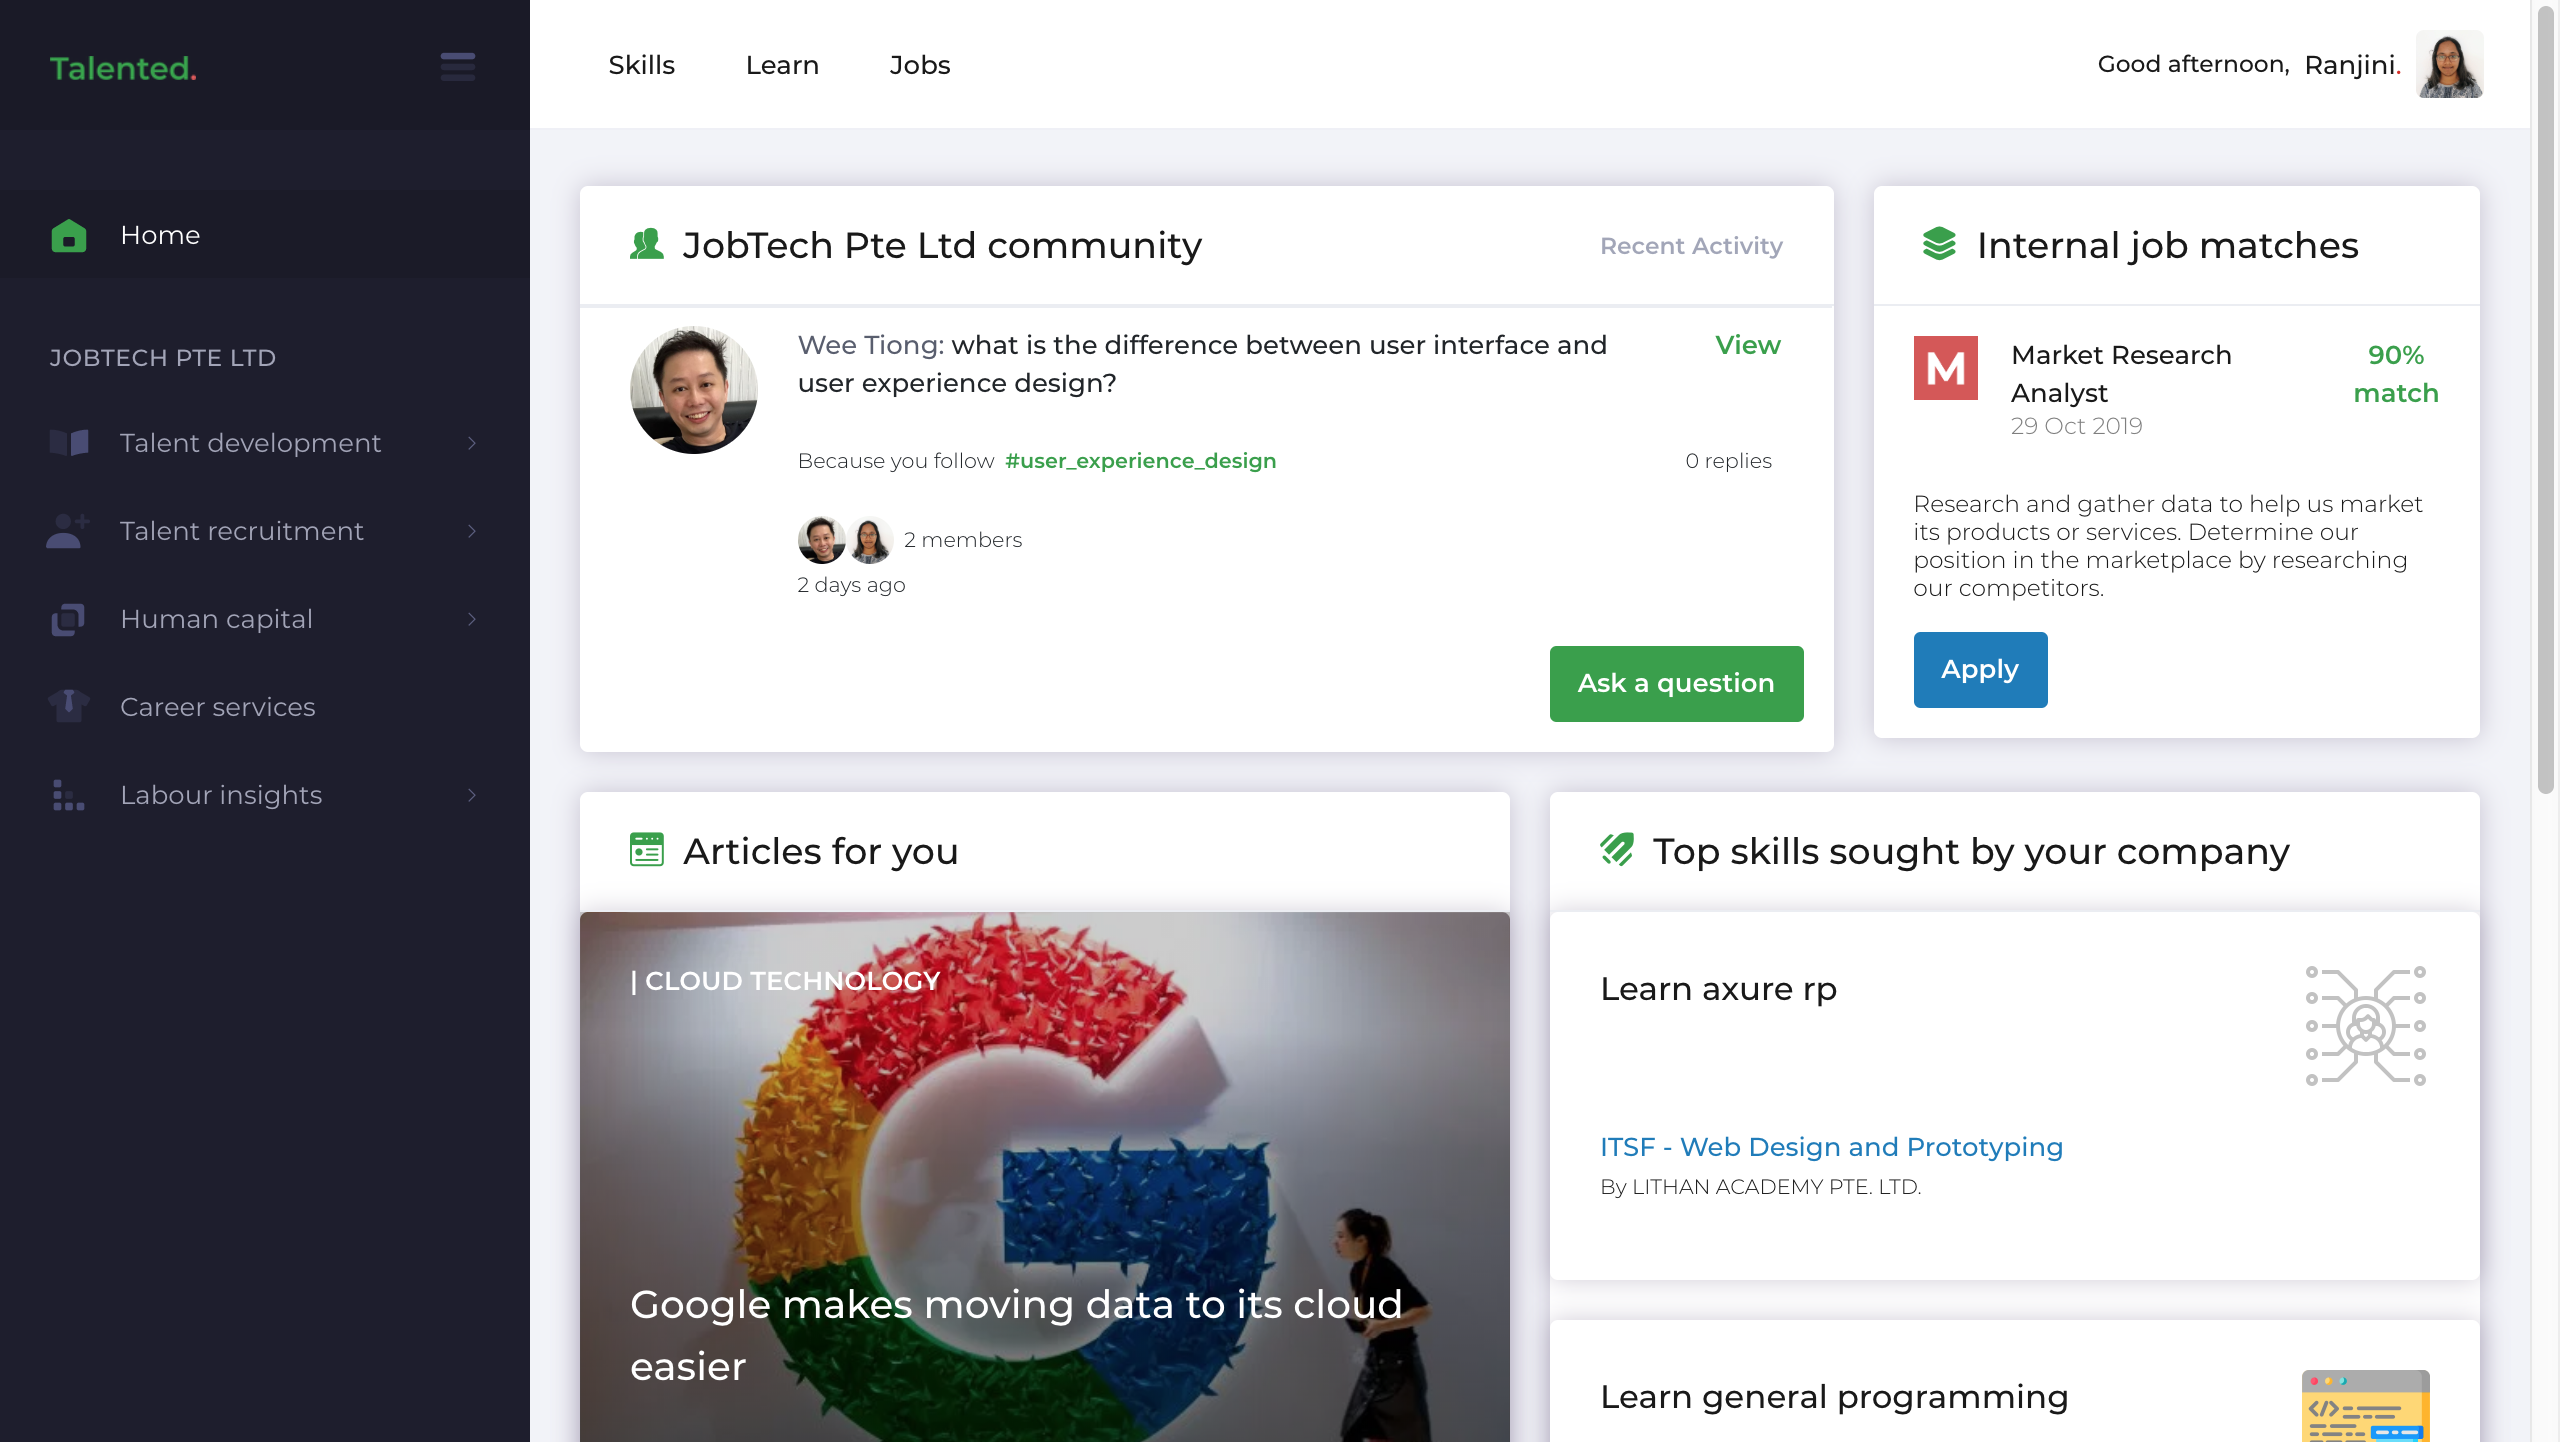 Talented.
Skills
Learn
Jobs
Good afternoon, Ranjini.
Home
JOBTECH PTE LTD
Talent development
Talent recruitment
Human capital
Career services
Labour insights
JobTech Pte Ltd community
Recent Activity
Wee Tiong: what is the difference between user interface and
user experience design?
View
Because you follow #user_experience_design
0 replies
2 members
2 days ago
Ask a question
Internal job matches
M
Market Research
Analyst
29 Oct 2019
90%
match
Research and gather data to help us market
its products or services. Determine our
position in the marketplace by researching
our competitors.
Apply
Articles for you
| CLOUD TECHNOLOGY
Google makes moving data to its cloud
easier
Top skills sought by your company
Learn axure rp
ITSF - Web Design and Prototyping
By LITHAN ACADEMY PTE. LTD.
Learn general programming